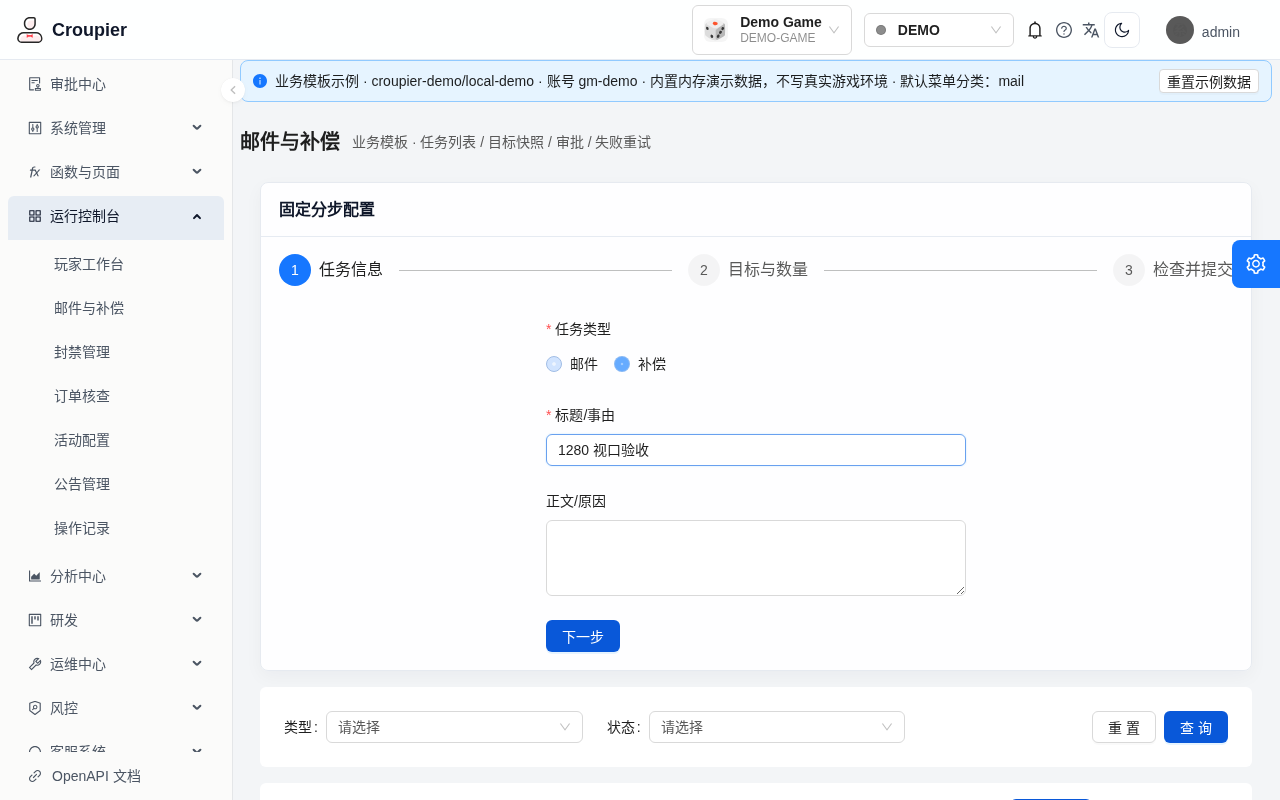 Croupier
Demo Game
DEMO-GAME
DEMO
admin
审批中心
系统管理
函数与页面
运行控制台
玩家工作台
邮件与补偿
封禁管理
订单核查
活动配置
公告管理
操作记录
分析中心
研发
运维中心
风控
客服系统
OpenAPI 文档
业务模板示例 · croupier-demo/local-demo · 账号 gm-demo · 内置内存演示数据，不写真实游戏环境 · 默认菜单分类：mail
重置示例数据
邮件与补偿 业务模板 · 任务列表 / 目标快照 / 审批 / 失败重试
固定分步配置
1 任务信息
2 目标与数量
3 检查并提交
* 任务类型
邮件 补偿
* 标题/事由
1280 视口验收
正文/原因
下一步
类型: 请选择
状态: 请选择
重 置
查 询